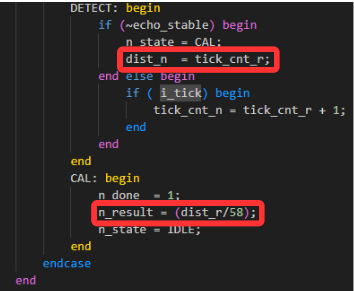 DETECT: begin
if (~echo_stable) begin
n_state = CAL;
dist_n = tick_cnt_r;
end else begin
if ( i_tick) begin
tick_cnt_n = tick_cnt_r + 1;
end
end
end
CAL: begin
n_done = 1;
n_result = (dist_r/58);
n_state = IDLE;
end
endcase
end